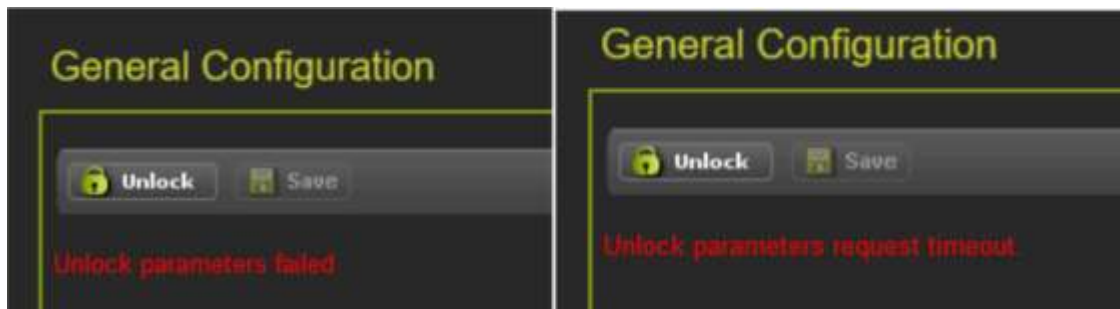 General Configuration
Unlock Save
Unlock parameters failed
General Configuration
Unlock Save
Unlock parameters request timeout